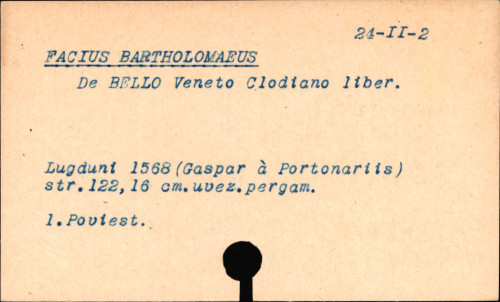 24-II-2
FACIUS BARTHOLOMAEUS
De BELLO Veneto Clodiano liber.
Lugduni 1568(Gaspar à Portonariis)
str.122,16 cm.uvez.pergam.
1.Poviest.